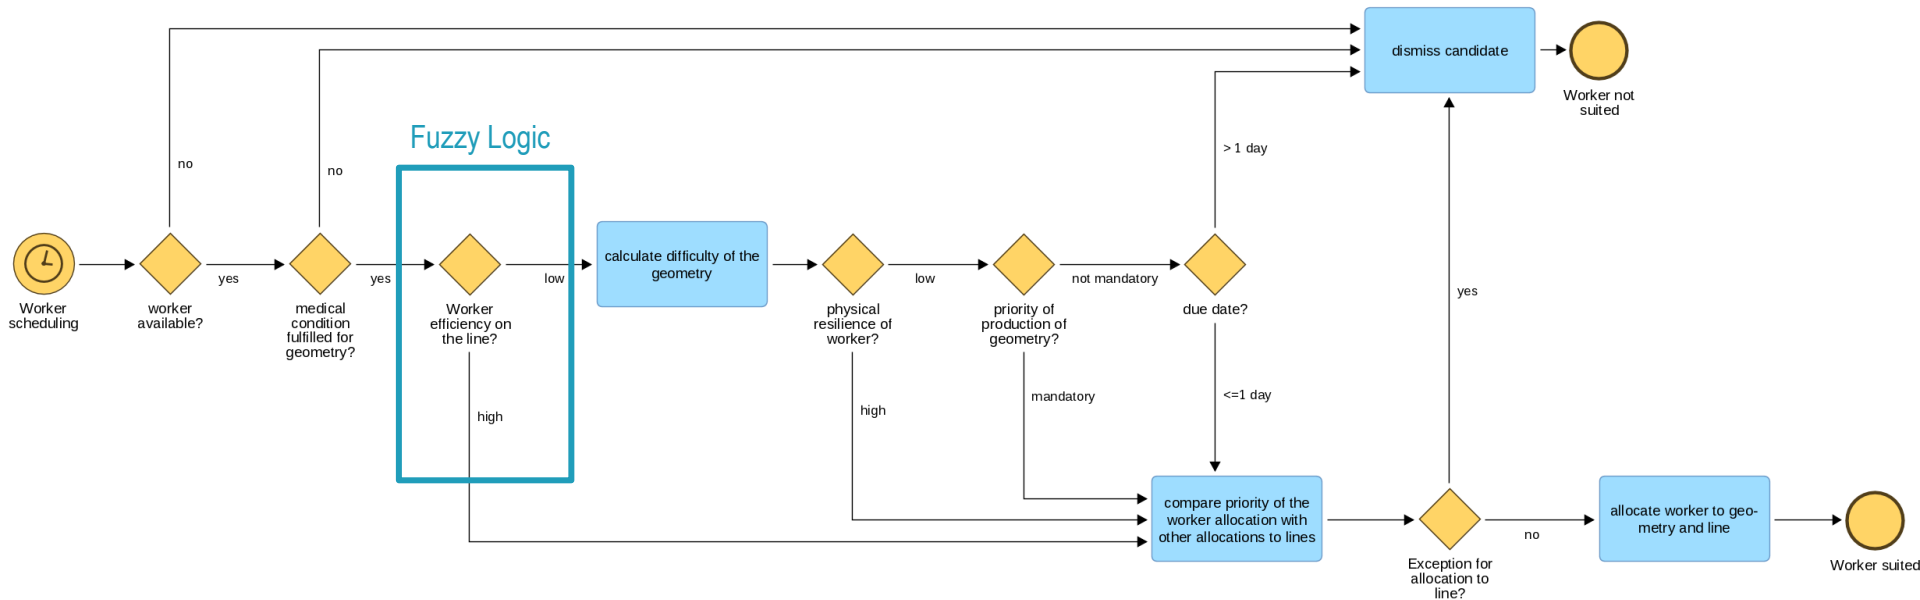 dismiss candidate
Worker not
suited
Fuzzy Logic
> 1 day
no
no
calculate difficulty of the
geometry
yes
yes
low
low
not mandatory
Worker
scheduling
worker
available?
medical
condition
fulfilled for
geometry?
Worker
efficiency on
the line?
physical
resilience of
worker?
priority of
production of
geometry?
due date?
yes
high
high
mandatory
<=1 day
compare priority of the
worker allocation with
other allocations to lines
no
allocate worker to geo-
metry and line
Exception for
allocation to
line?
Worker suited